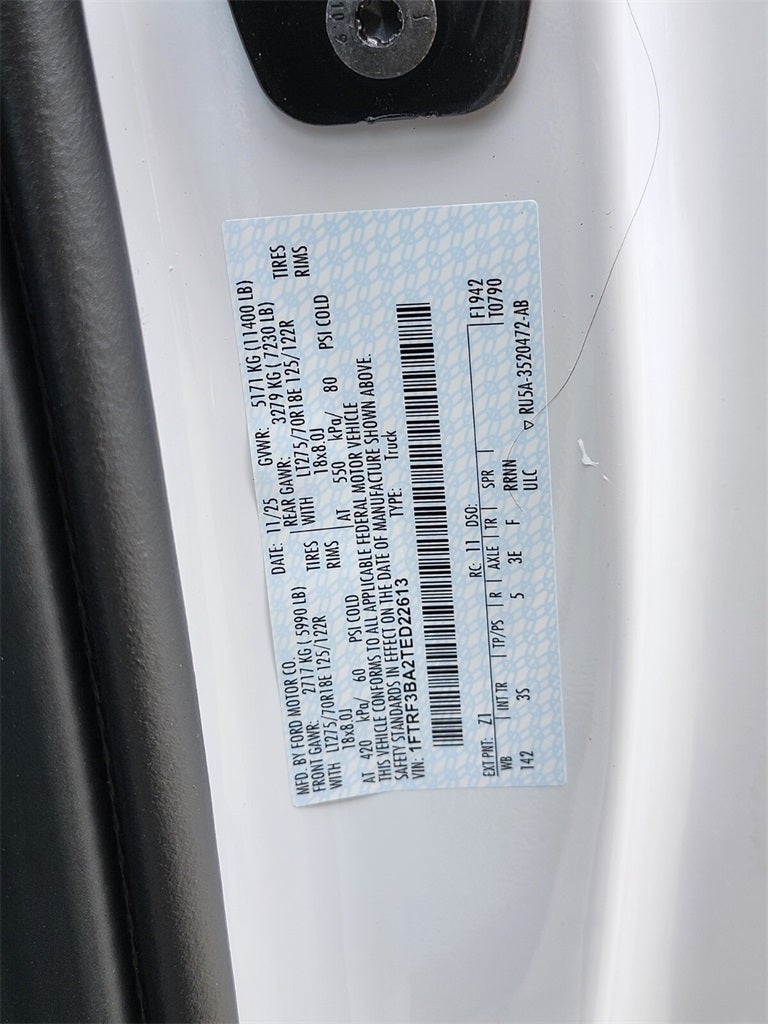 MFD. BY FORD MOTOR CO.
DATE: 11/25 GVWR: 5171 KG (11400 LB)
FRONT GAWR: 2717 KG ( 5990 LB) REAR GAWR: 3279 KG ( 7230 LB)
WITH LT275/70R18E 125/122R TIRES WITH LT275/70R18E 125/122R TIRES
18x8.0J RIMS 18x8.0J RIMS
AT 420 kPa/ 60 PSI COLD AT 550 kPa/ 80 PSI COLD
THIS VEHICLE CONFORMS TO ALL APPLICABLE FEDERAL MOTOR VEHICLE
SAFETY STANDARDS IN EFFECT ON THE DATE OF MANUFACTURE SHOWN ABOVE.
VIN: 1FTRF3BA2TED22613 TYPE: Truck
EXT PNT: Z1 RC: 11 DSO: F1942
WB INT TR TP/PS R AXLE TR SPR T0790
142 3S 5 3E F RRNN
ULC ▽ RU5A-3520472-AB
10.9